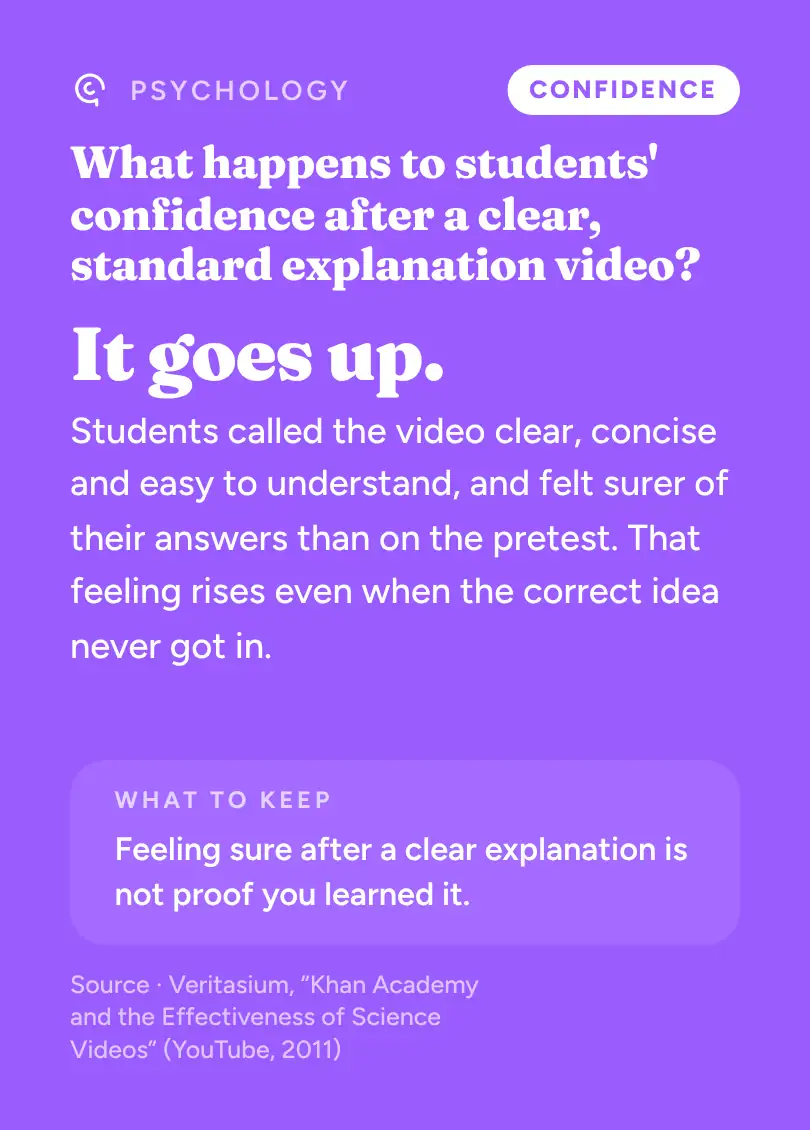 PSYCHOLOGY
CONFIDENCE
What happens to students'
confidence after a clear,
standard explanation video?
It goes up.
Students called the video clear, concise
and easy to understand, and felt surer of
their answers than on the pretest. That
feeling rises even when the correct idea
never got in.
WHAT TO KEEP
Feeling sure after a clear explanation is
not proof you learned it.
Source · Veritasium, “Khan Academy
and the Effectiveness of Science
Videos” (YouTube, 2011)